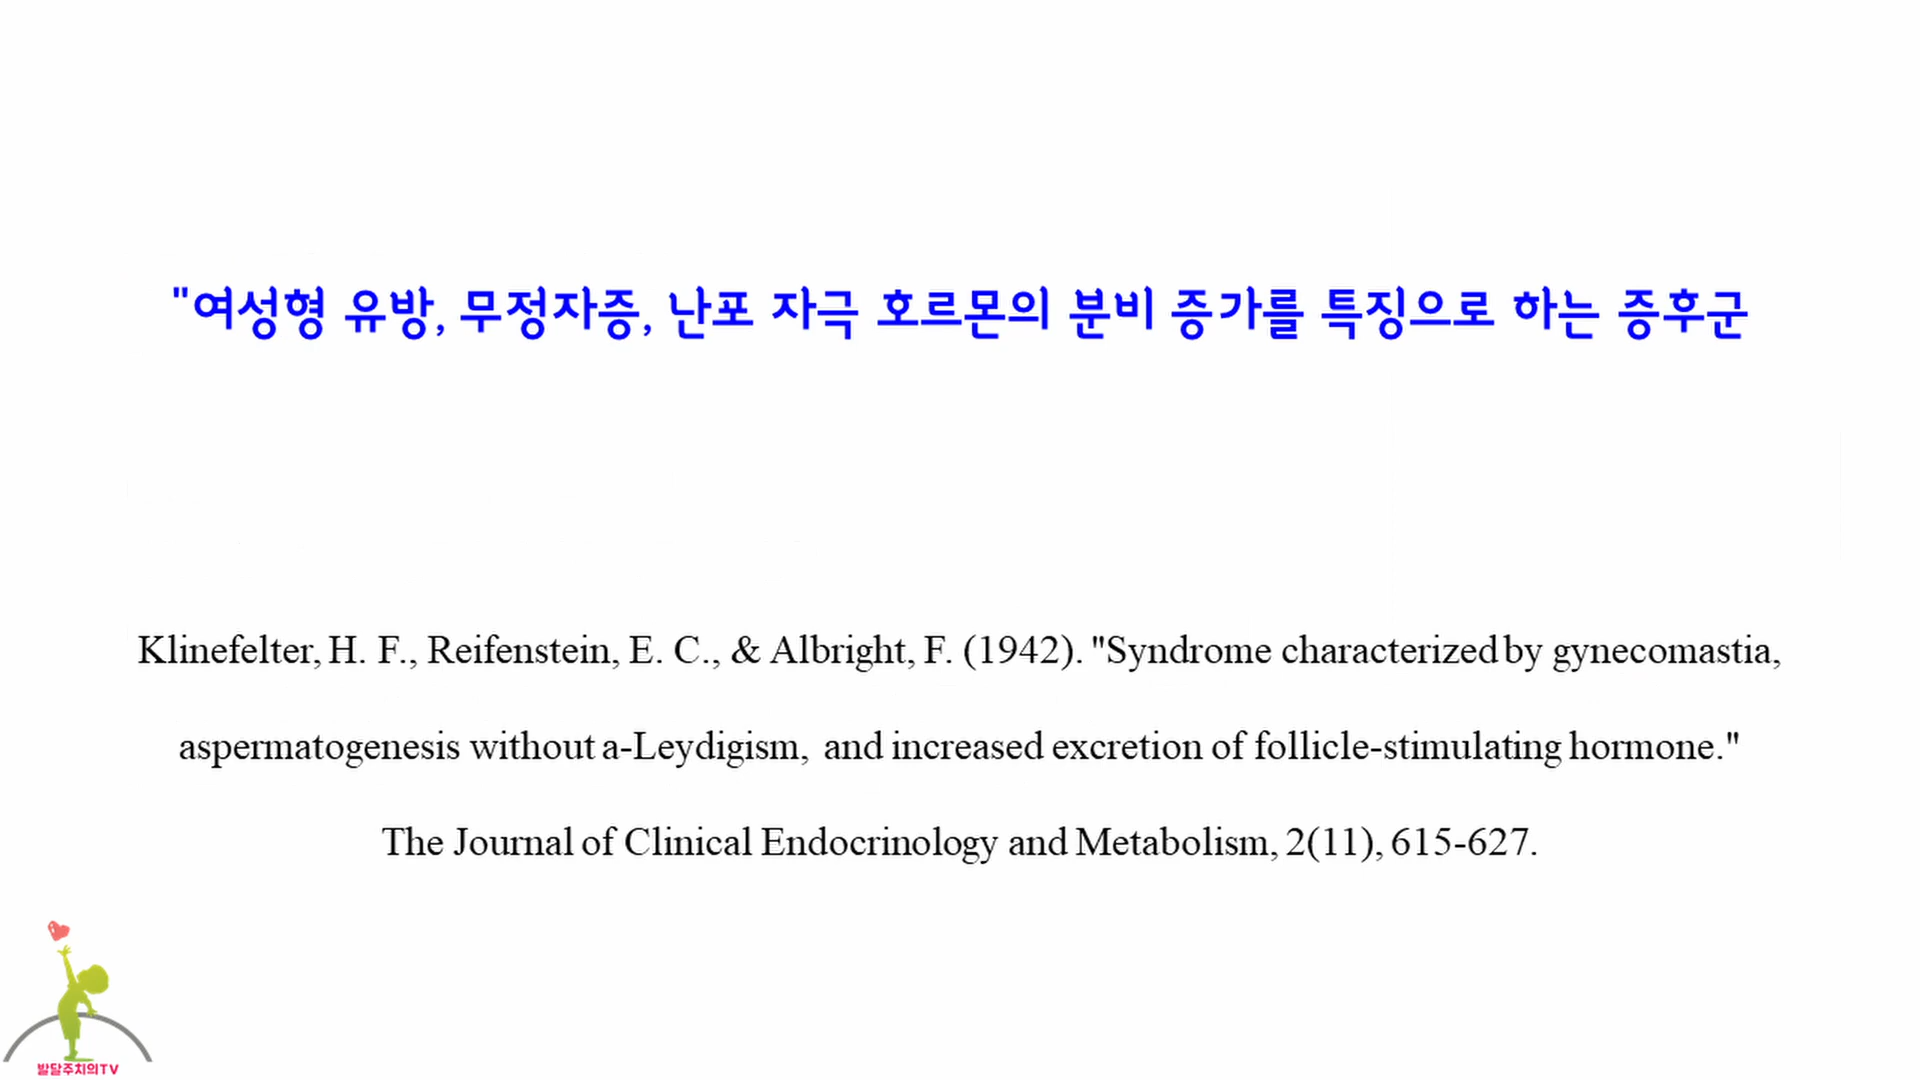 "여성형 유방, 무정자증, 난포 자극 호르몬의 분비 증가를 특징으로 하는 증후군
Klinefelter, H. F., Reifenstein, E. C., & Albright, F. (1942). "Syndrome characterized by gynecomastia,
aspermatogenesis without a-Leydigism, and increased excretion of follicle-stimulating hormone."
The Journal of Clinical Endocrinology and Metabolism, 2(11), 615-627.
발달주치의TV